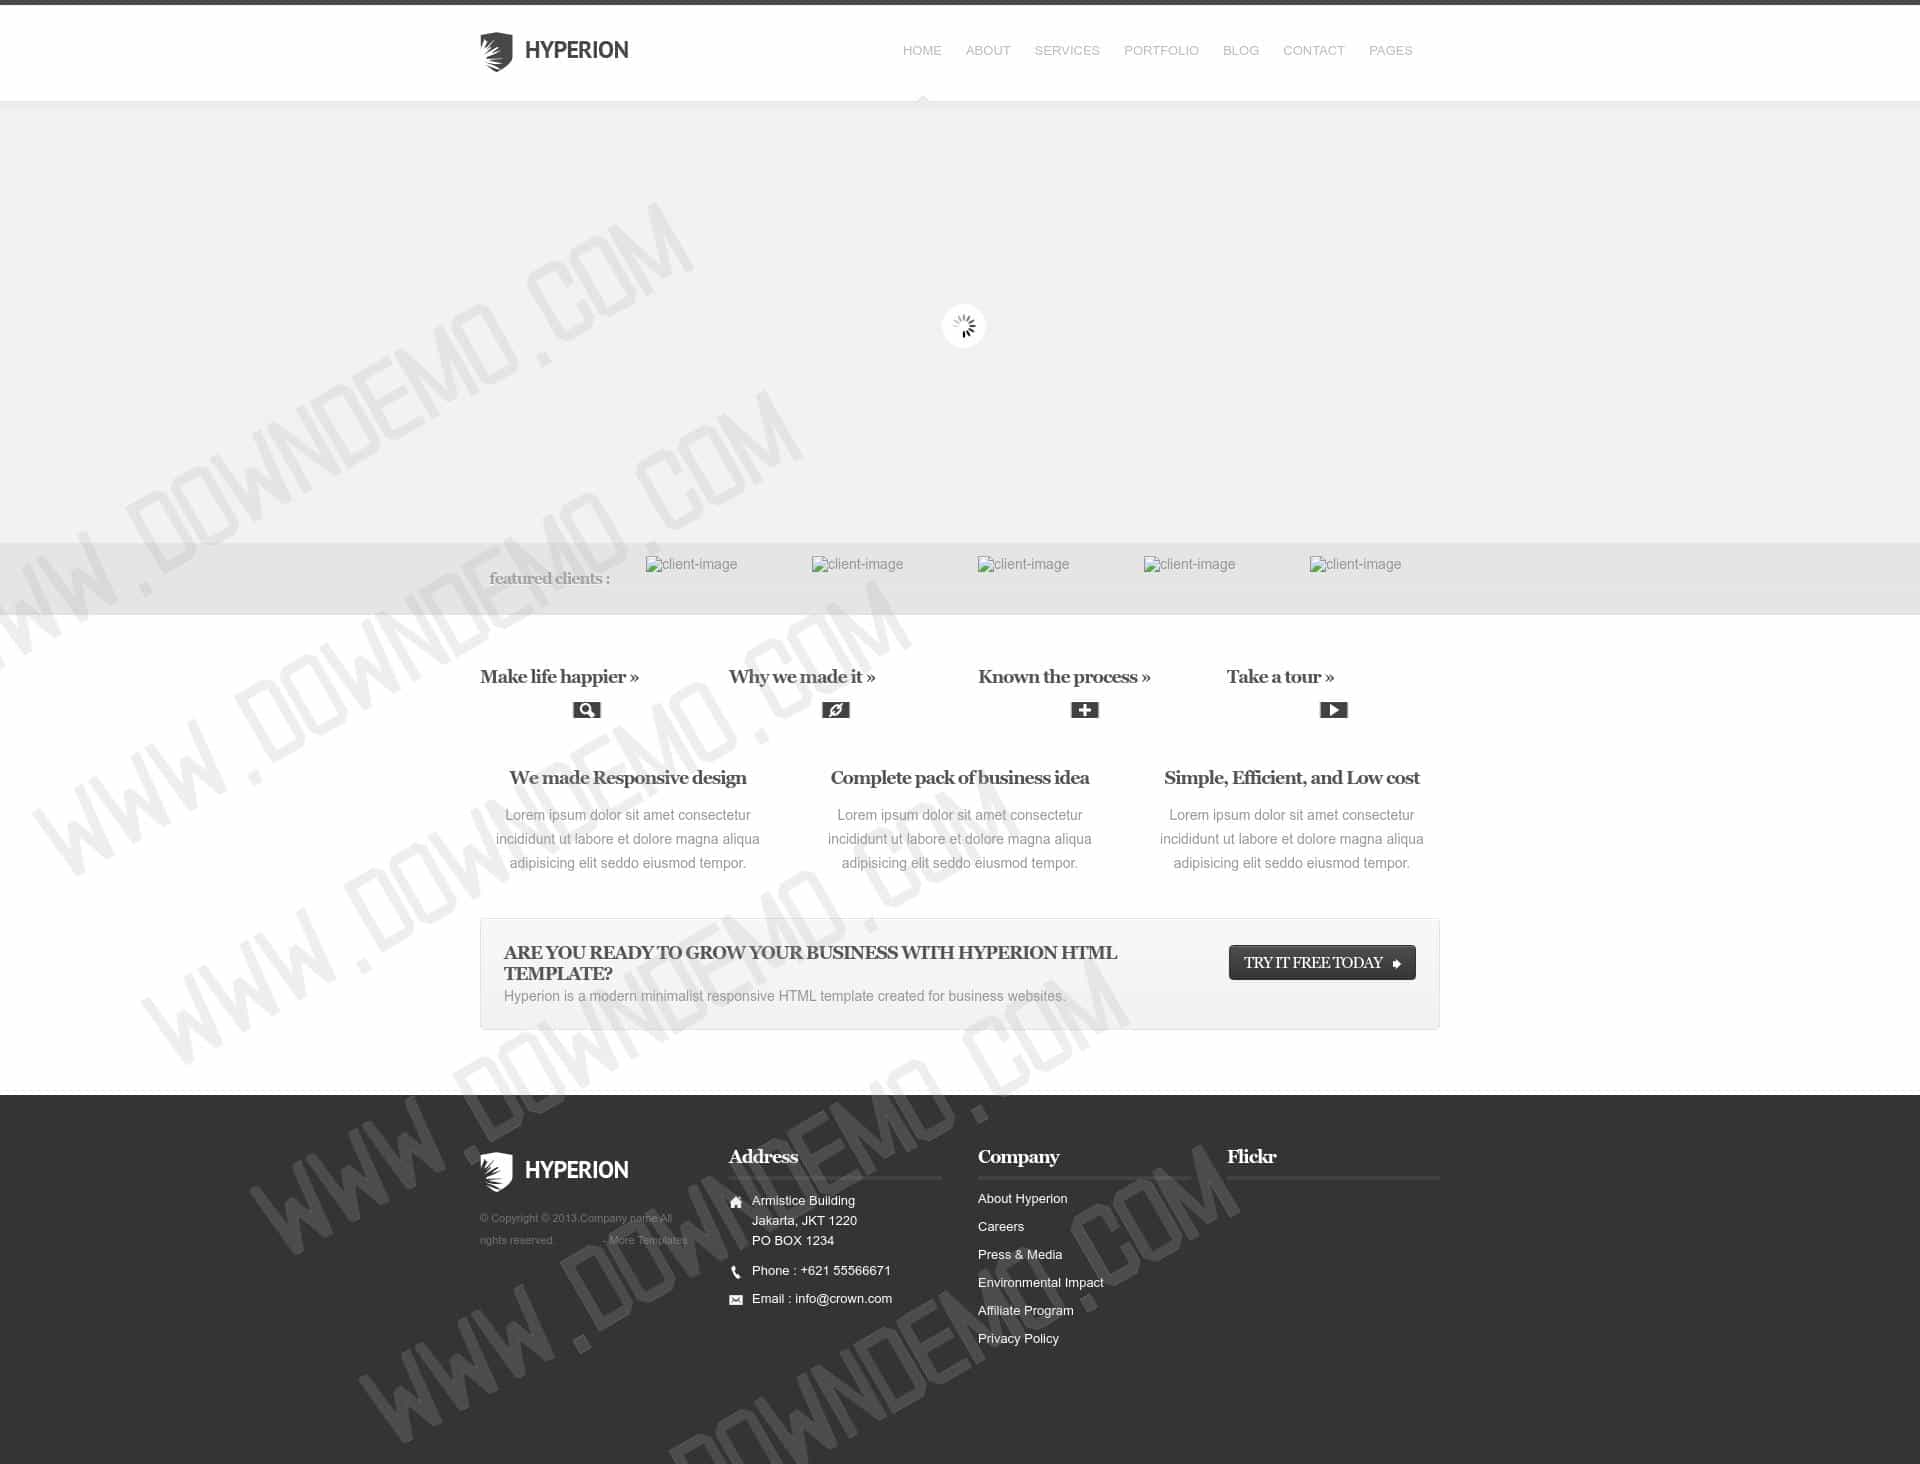 HYPERION
HOME ABOUT SERVICES PORTFOLIO BLOG CONTACT PAGES
featured clients :
client-image client-image client-image client-image client-image
Make life happier » Why we made it » Known the process » Take a tour »
We made Responsive design
Lorem ipsum dolor sit amet consectetur
incididunt ut labore et dolore magna aliqua
adipisicing elit seddo eiusmod tempor.
Complete pack of business idea
Lorem ipsum dolor sit amet consectetur
incididunt ut labore et dolore magna aliqua
adipisicing elit seddo eiusmod tempor.
Simple, Efficient, and Low cost
Lorem ipsum dolor sit amet consectetur
incididunt ut labore et dolore magna aliqua
adipisicing elit seddo eiusmod tempor.
ARE YOU READY TO GROW YOUR BUSINESS WITH HYPERION HTML
TEMPLATE?
Hyperion is a modern minimalist responsive HTML template created for business websites.
TRY IT FREE TODAY
HYPERION
© Copyright © 2013.Company name All
rights reserved. - More Templates
Address
Armistice Building
Jakarta, JKT 1220
PO BOX 1234
Phone : +621 55566671
Email : info@crown.com
Company
About Hyperion
Careers
Press & Media
Environmental Impact
Affiliate Program
Privacy Policy
Flickr
WWW.DOWNDEMO.COM
WWW.DOWNDEMO.COM
WWW.DOWNDEMO.COM
WWW.DOWNDEMO.COM
WWW.DOWNDEMO.COM
DOWNDEMO.COM